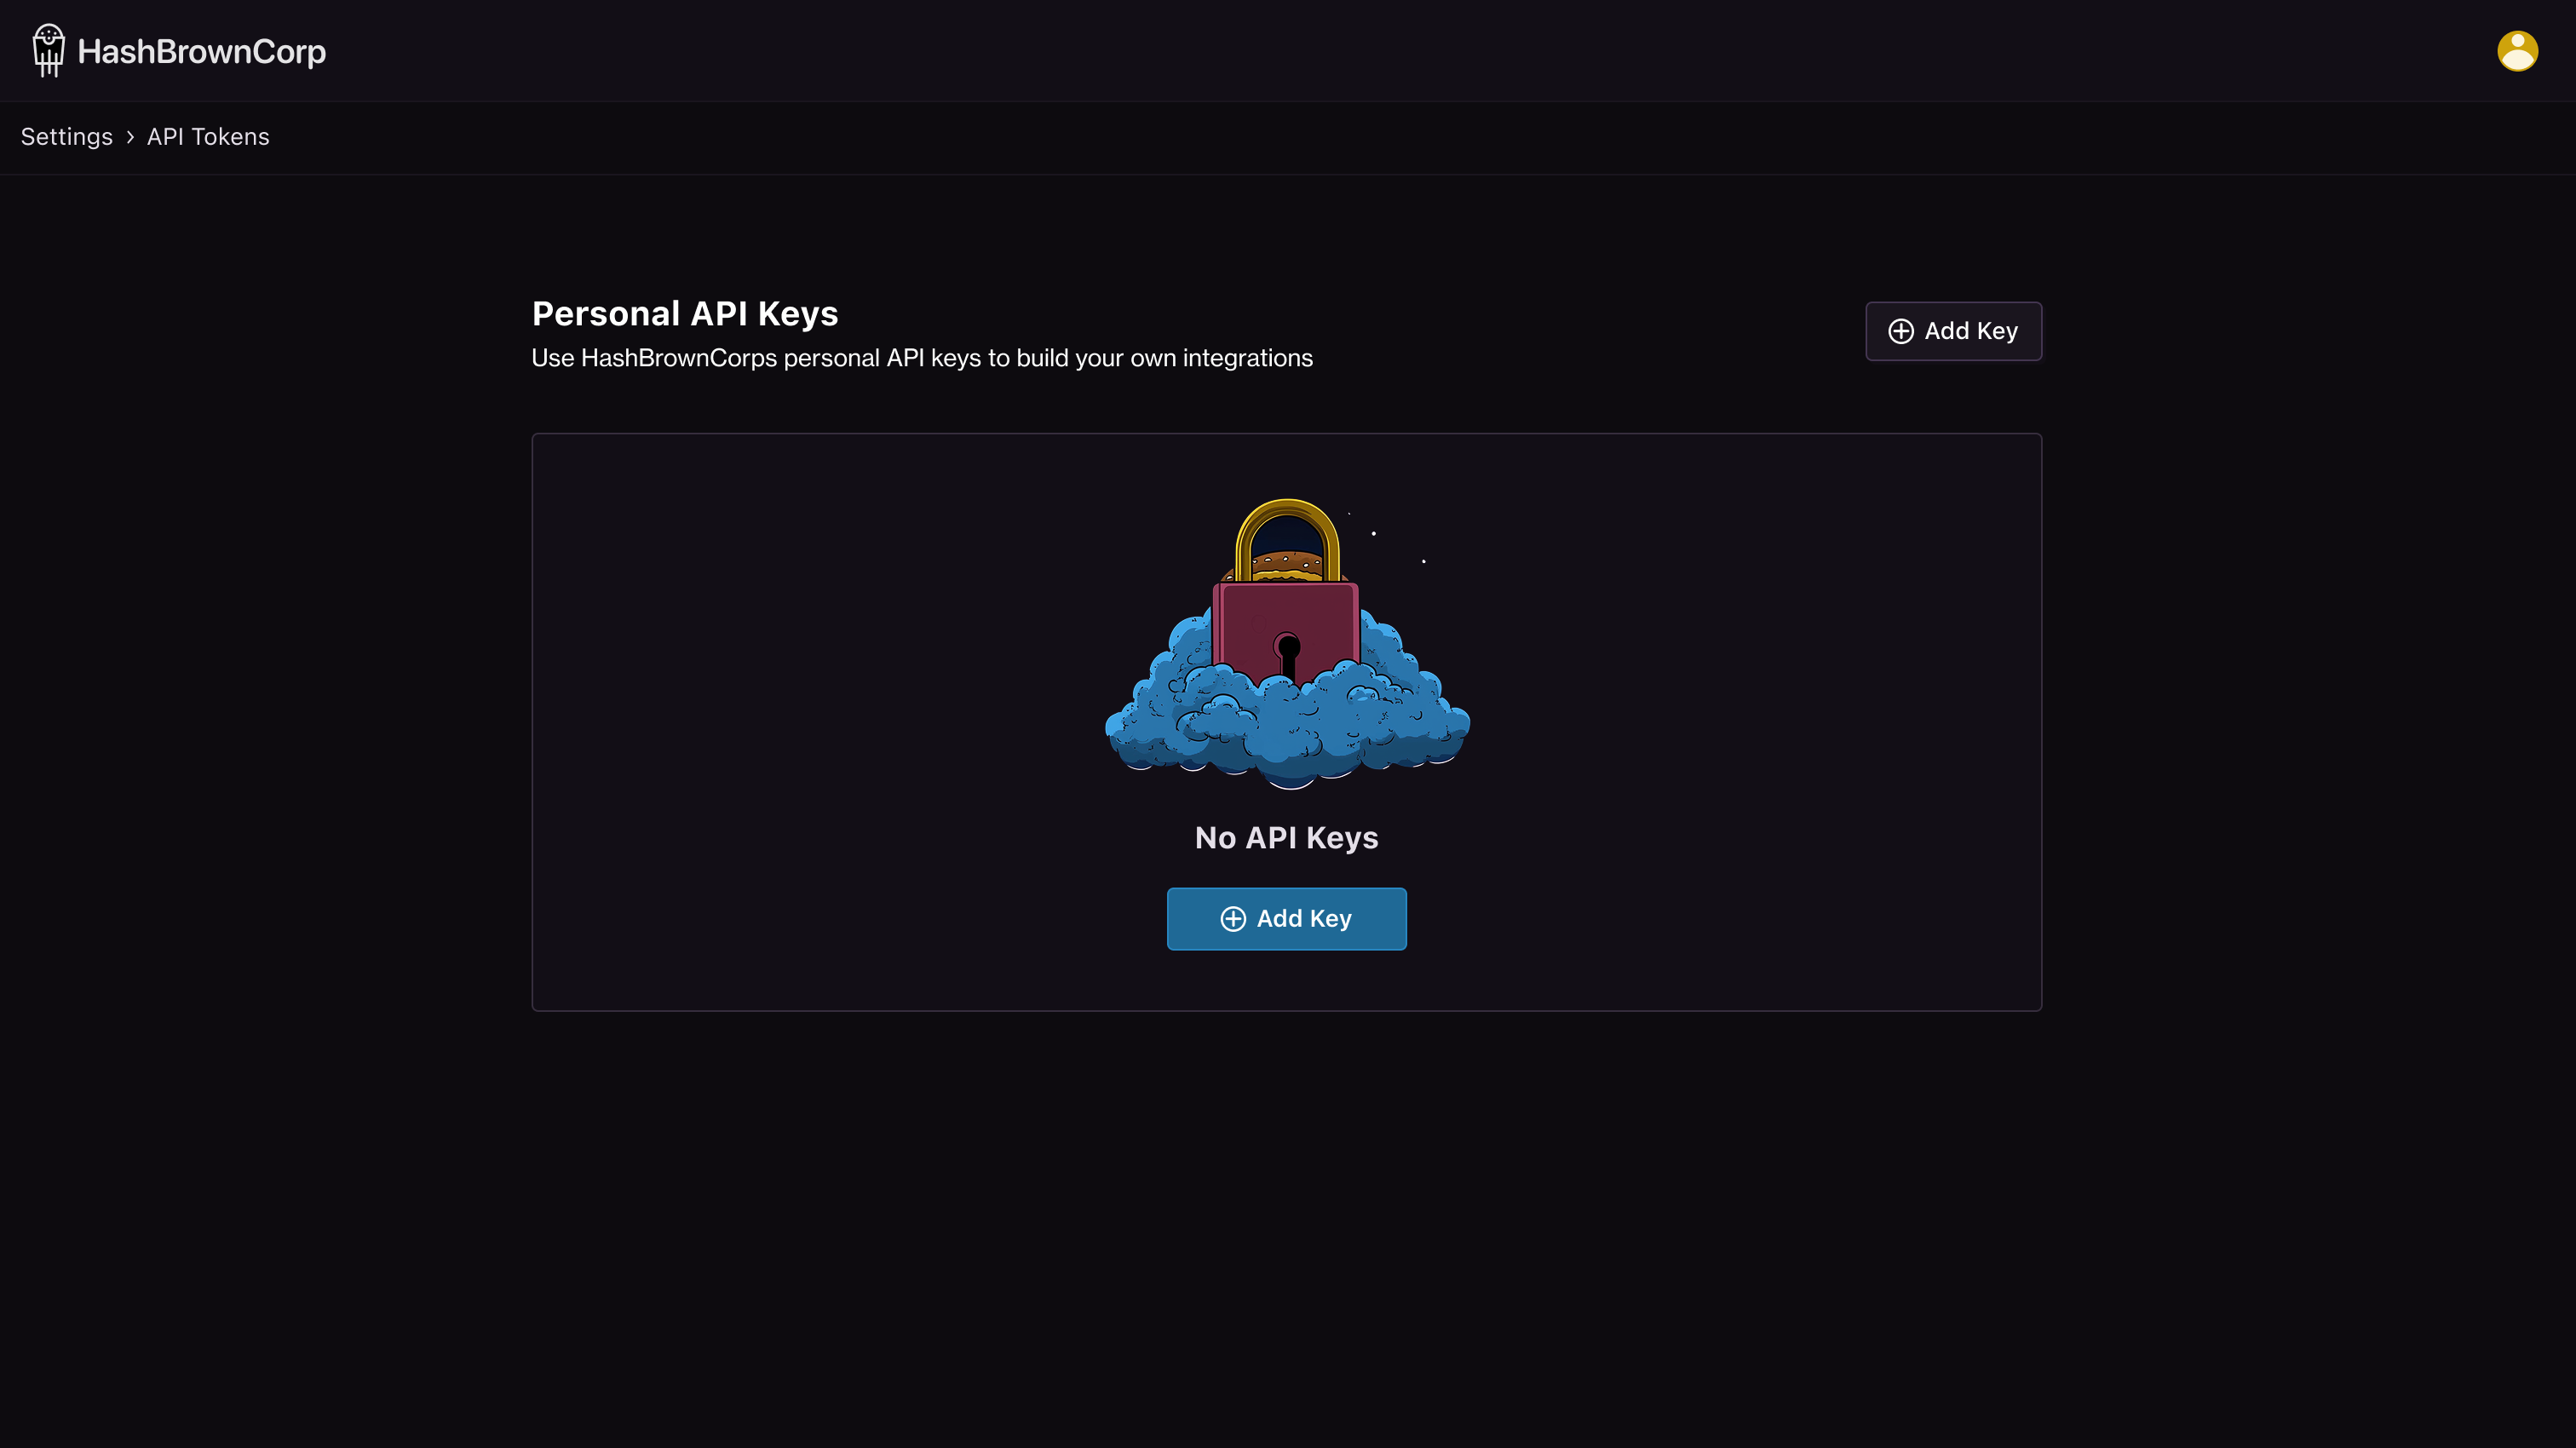 HashBrownCorp
Settings › API Tokens
Personal API Keys
Use HashBrownCorps personal API keys to build your own integrations
Add Key
No API Keys
Add Key